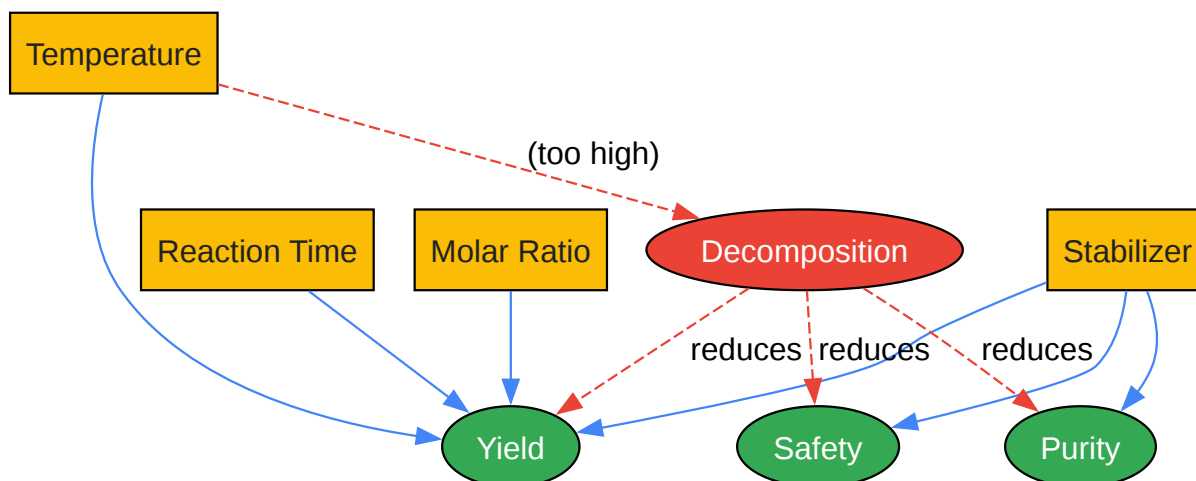 Temperature
(too high)
Reaction Time
Molar Ratio
Decomposition
Stabilizer
reduces
reduces
reduces
Yield
Safety
Purity